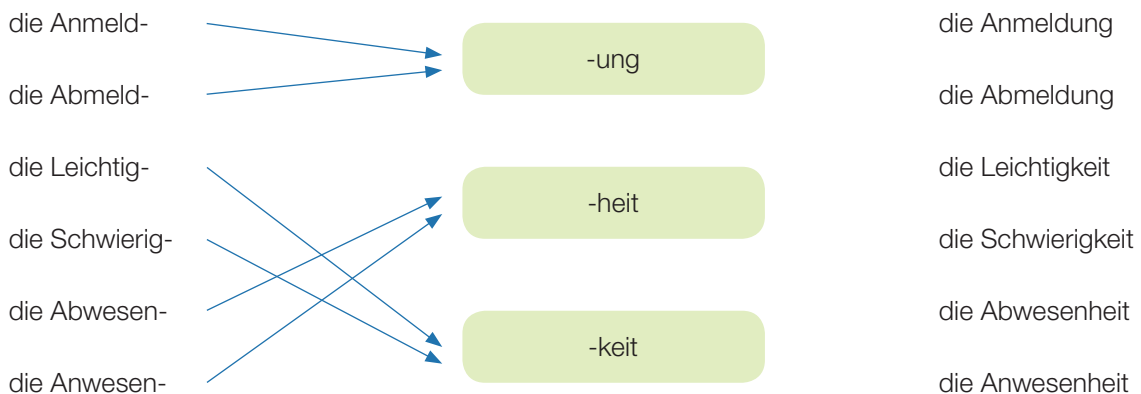 die Anmeld-
die Abmeld-
die Leichtig-
die Schwierig-
die Abwesen-
die Anwesen-
-ung
-heit
-keit
die Anmeldung
die Abmeldung
die Leichtigkeit
die Schwierigkeit
die Abwesenheit
die Anwesenheit